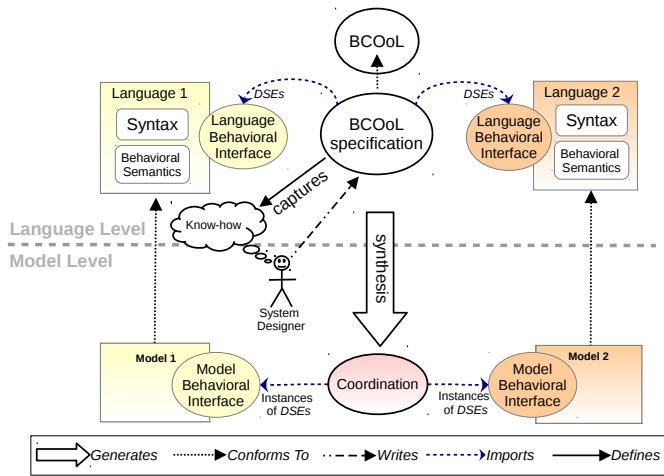 BCOoL
Language 1
DSEs
DSEs
Language 2
Syntax
Behavioral
Semantics
Language
Behavioral
Interface
BCOoL
specification
Language
Behavioral
Interface
Syntax
Behavioral
Semantics
captures
Know-how
Language Level
Model Level
synthesis
System
Designer
Model 1
Model
Behavioral
Interface
Instances
of DSEs
Coordination
Instances
of DSEs
Model
Behavioral
Interface
Model 2
Generates
Conforms To
Writes
Imports
Defines